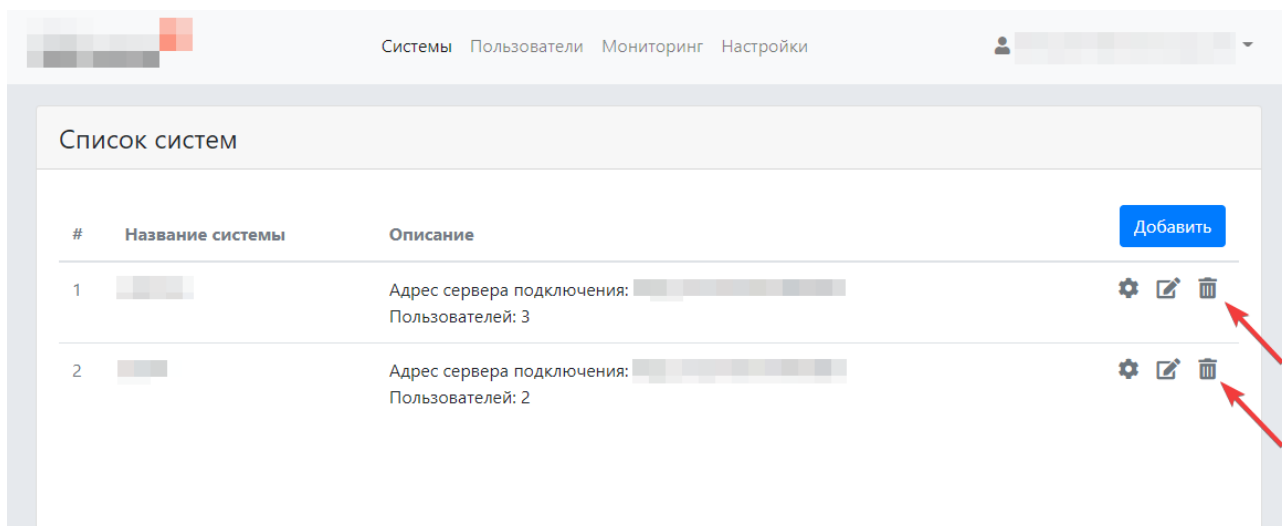 Системы Пользователи Мониторинг Настройки
Список систем
# Название системы Описание Добавить
1 Адрес сервера подключения:
Пользователей: 3
2 Адрес сервера подключения:
Пользователей: 2